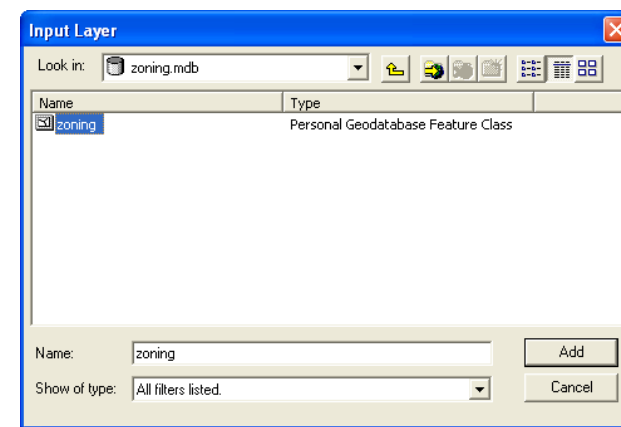 Input Layer
Look in: zoning.mdb
Name Type
zoning Personal Geodatabase Feature Class
Name: zoning Add
Show of type: All filters listed. Cancel